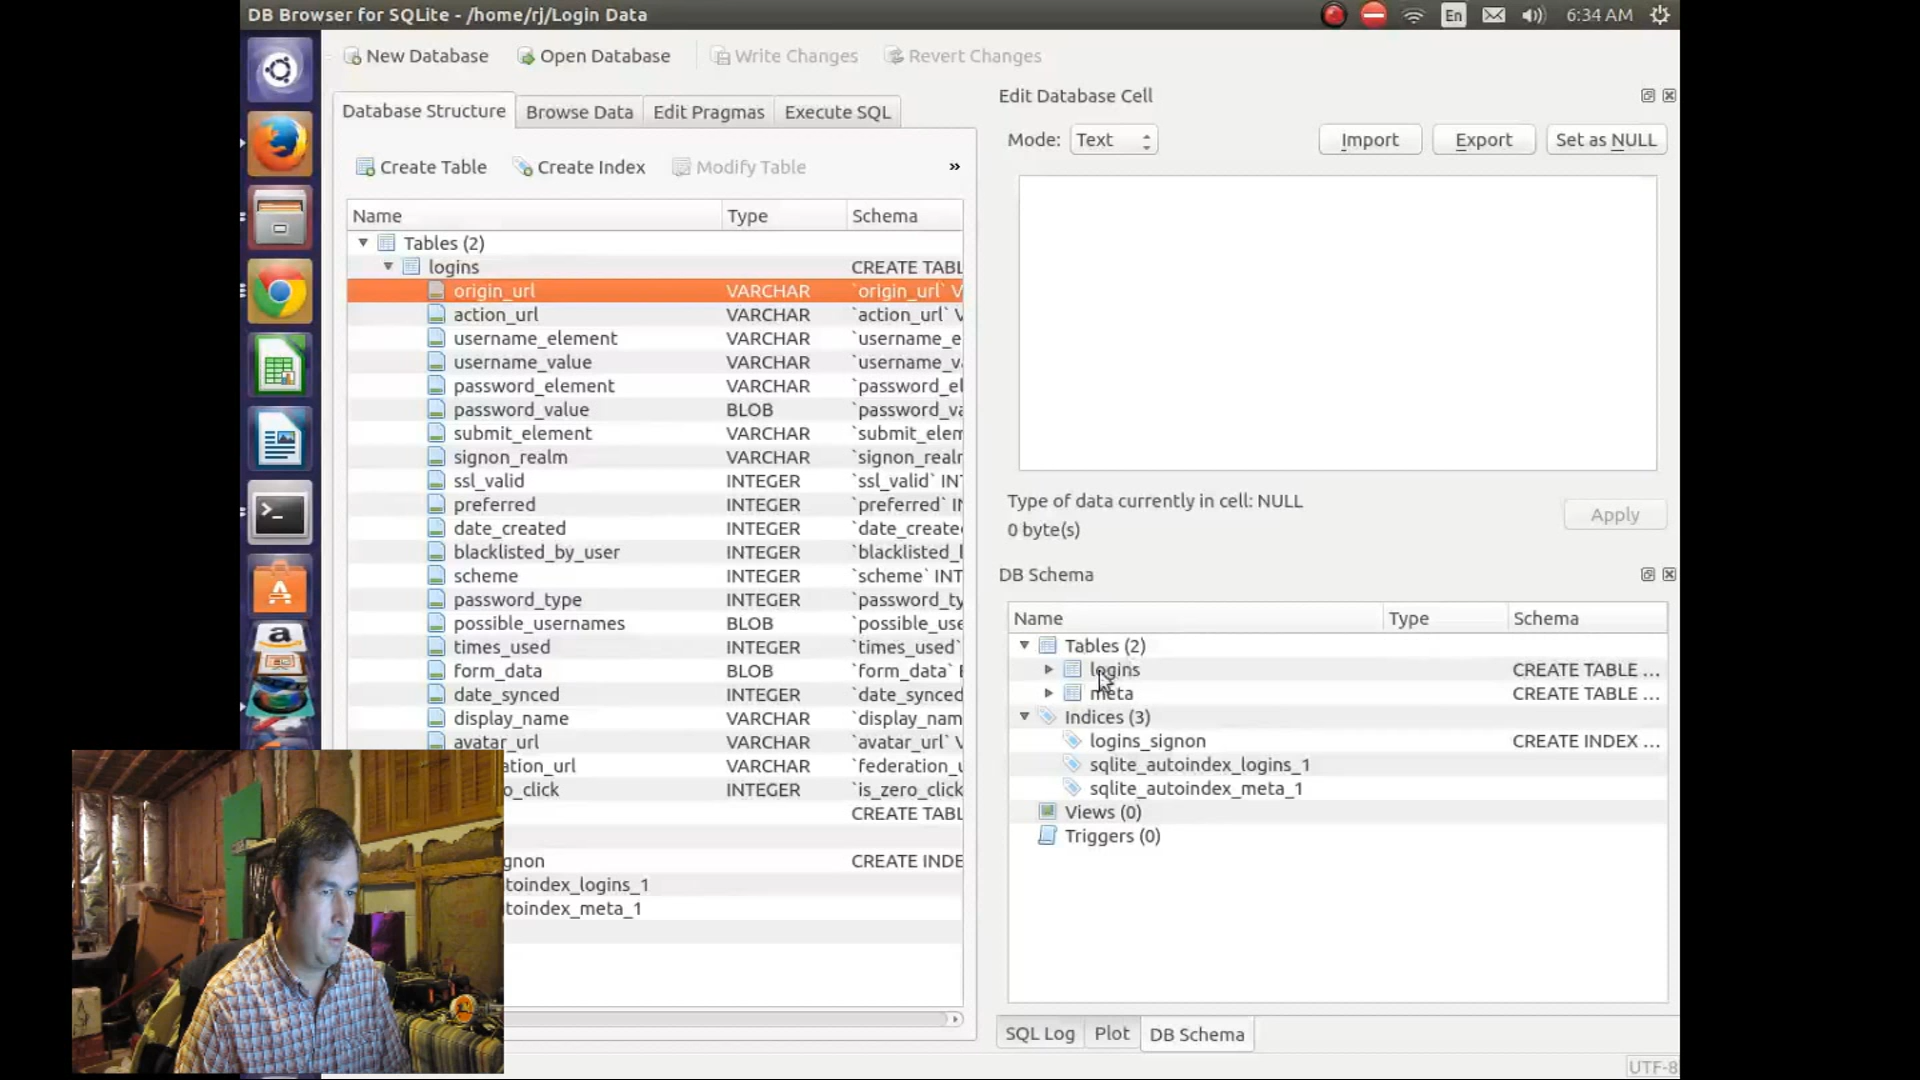 DB Browser for SQLite - /home/rj/Login Data
En
6:34 AM
New Database
Open Database
Write Changes
Revert Changes
Database Structure
Browse Data
Edit Pragmas
Execute SQL
Create Table
Create Index
Modify Table
»
Name Type Schema
Tables (2)
logins CREATE TABL
origin_url VARCHAR `origin_url` V
action_url VARCHAR `action_url` V
username_element VARCHAR `username_e
username_value VARCHAR `username_va
password_element VARCHAR `password_el
password_value BLOB `password_va
submit_element VARCHAR `submit_elem
signon_realm VARCHAR `signon_realm
ssl_valid INTEGER `ssl_valid` INT
preferred INTEGER `preferred` IN
date_created INTEGER `date_created
blacklisted_by_user INTEGER `blacklisted_b
scheme INTEGER `scheme` INT
password_type INTEGER `password_ty
possible_usernames BLOB `possible_use
times_used INTEGER `times_used`
form_data BLOB `form_data` B
date_synced INTEGER `date_synced
display_name VARCHAR `display_nam
avatar_url VARCHAR `avatar_url` V
ation_url VARCHAR `federation_u
o_click INTEGER `is_zero_click
CREATE TABL
gnon CREATE INDE
toindex_logins_1
toindex_meta_1
Edit Database Cell
Mode: Text
Import
Export
Set as NULL
Type of data currently in cell: NULL
0 byte(s)
Apply
DB Schema
Name Type Schema
Tables (2)
logins CREATE TABLE ...
meta CREATE TABLE ...
Indices (3)
logins_signon CREATE INDEX ...
sqlite_autoindex_logins_1
sqlite_autoindex_meta_1
Views (0)
Triggers (0)
SQL Log
Plot
DB Schema
UTF-8